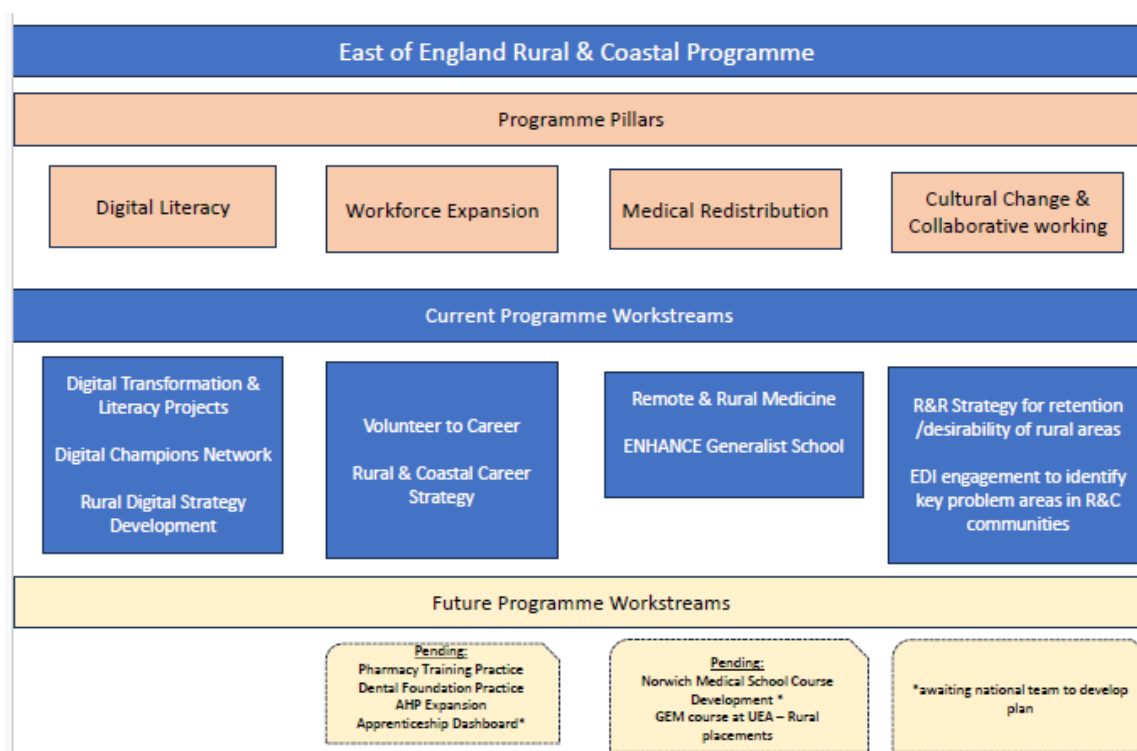 East of England Rural & Coastal Programme
Programme Pillars
Digital Literacy
Workforce Expansion
Medical Redistribution
Cultural Change &
Collaborative working
Current Programme Workstreams
Digital Transformation &
Literacy Projects
Digital Champions Network
Rural Digital Strategy
Development
Volunteer to Career
Rural & Coastal Career
Strategy
Remote & Rural Medicine
ENHANCE Generalist School
R&R Strategy for retention
/desirability of rural areas
EDI engagement to identify
key problem areas in R&C
communities
Future Programme Workstreams
Pending:
Pharmacy Training Practice
Dental Foundation Practice
AHP Expansion
Apprenticeship Dashboard*
Pending:
Norwich Medical School Course
Development *
GEM course at UEA – Rural
placements
*awaiting national team to develop
plan